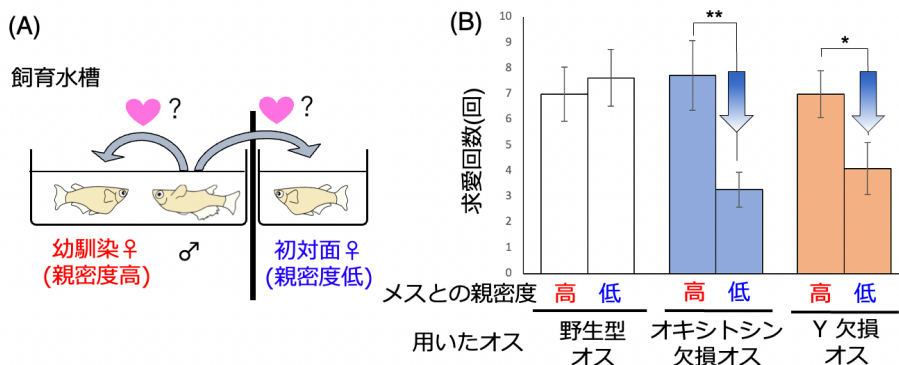 (A)
飼育水槽
?
?
幼馴染♀
(親密度高)
♂
初対面♀
(親密度低)
(B)
求愛回数(回)
10
9
8
7
6
5
4
3
2
1
0
**
*
メスとの親密度
高 低 高 低 高 低
用いたオス
野生型
オス
オキシトシン
欠損オス
Y 欠損
オス